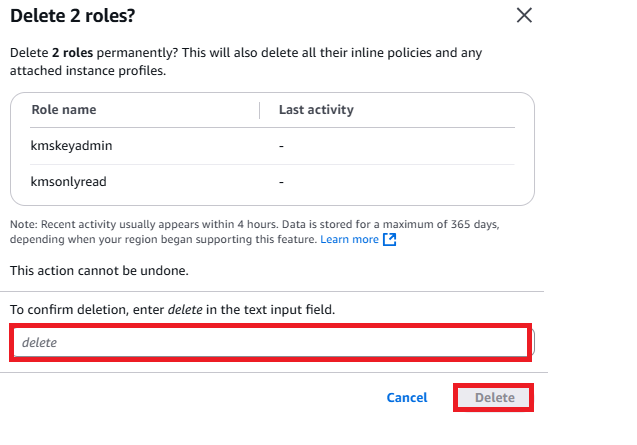 Delete 2 roles?
Delete 2 roles permanently? This will also delete all their inline policies and any
attached instance profiles.
Role name Last activity
kmskeyadmin -
kmsonlyread -
Note: Recent activity usually appears within 4 hours. Data is stored for a maximum of 365 days,
depending when your region began supporting this feature. Learn more
This action cannot be undone.
To confirm deletion, enter delete in the text input field.
delete
Cancel Delete